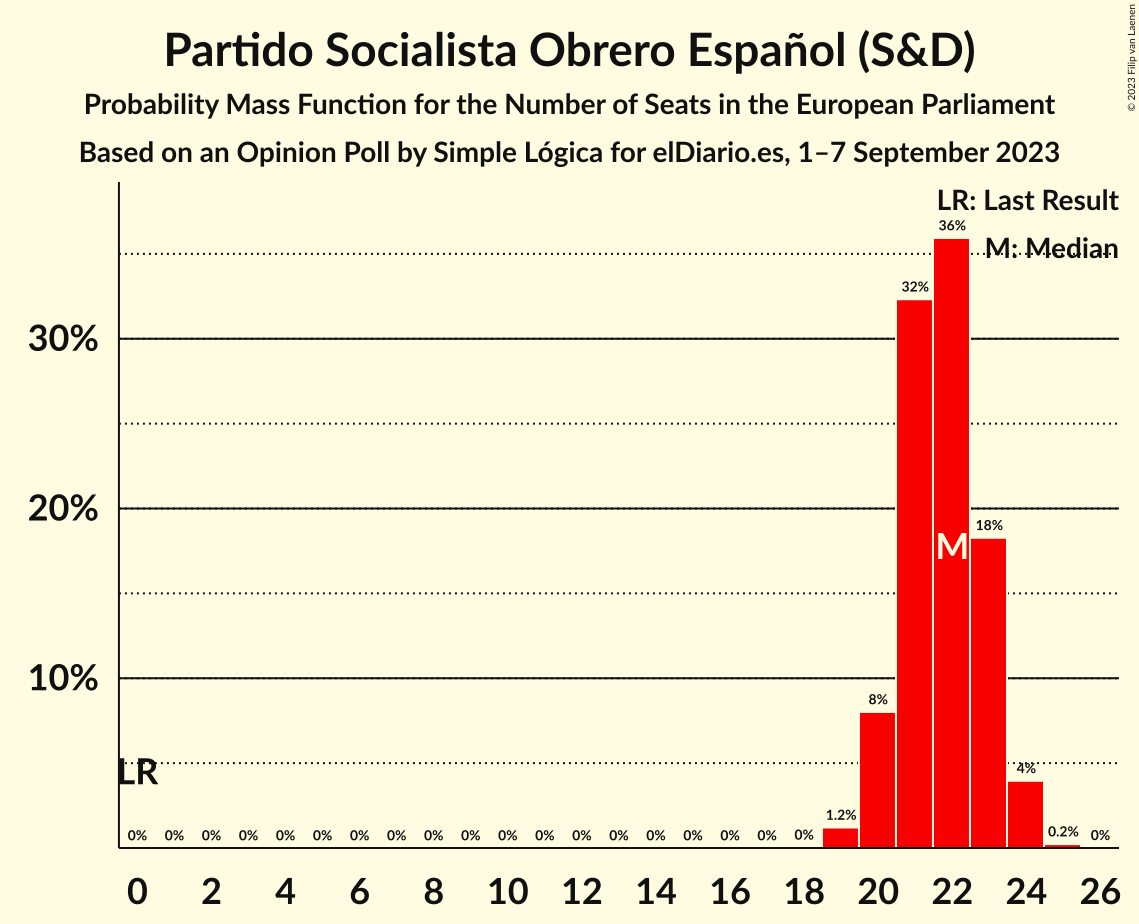 Partido Socialista Obrero Español (S&D)
Probability Mass Function for the Number of Seats in the European Parliament
Based on an Opinion Poll by Simple Lógica for elDiario.es, 1–7 September 2023
© 2023 Filip van Laenen
LR: Last Result
M: Median
36%
32%
30%
20%
18%
M
10%
8%
LR
4%
1.2%
0.2%
0% 0% 0% 0% 0% 0% 0% 0% 0% 0% 0% 0% 0% 0% 0% 0% 0% 0% 0% 0%
0 2 4 6 8 10 12 14 16 18 20 22 24 26